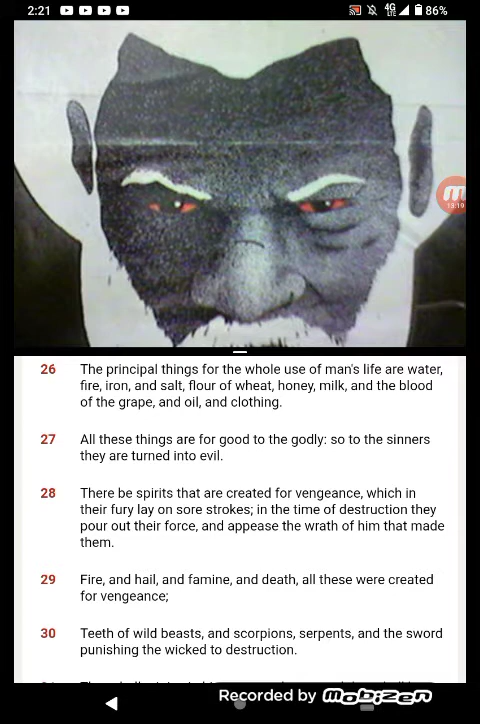 2:21
4G
LTE
86%
15:19
26 The principal things for the whole use of man's life are water,
fire, iron, and salt, flour of wheat, honey, milk, and the blood
of the grape, and oil, and clothing.
27 All these things are for good to the godly: so to the sinners
they are turned into evil.
28 There be spirits that are created for vengeance, which in
their fury lay on sore strokes; in the time of destruction they
pour out their force, and appease the wrath of him that made
them.
29 Fire, and hail, and famine, and death, all these were created
for vengeance;
30 Teeth of wild beasts, and scorpions, serpents, and the sword
punishing the wicked to destruction.
Recorded by mobizen